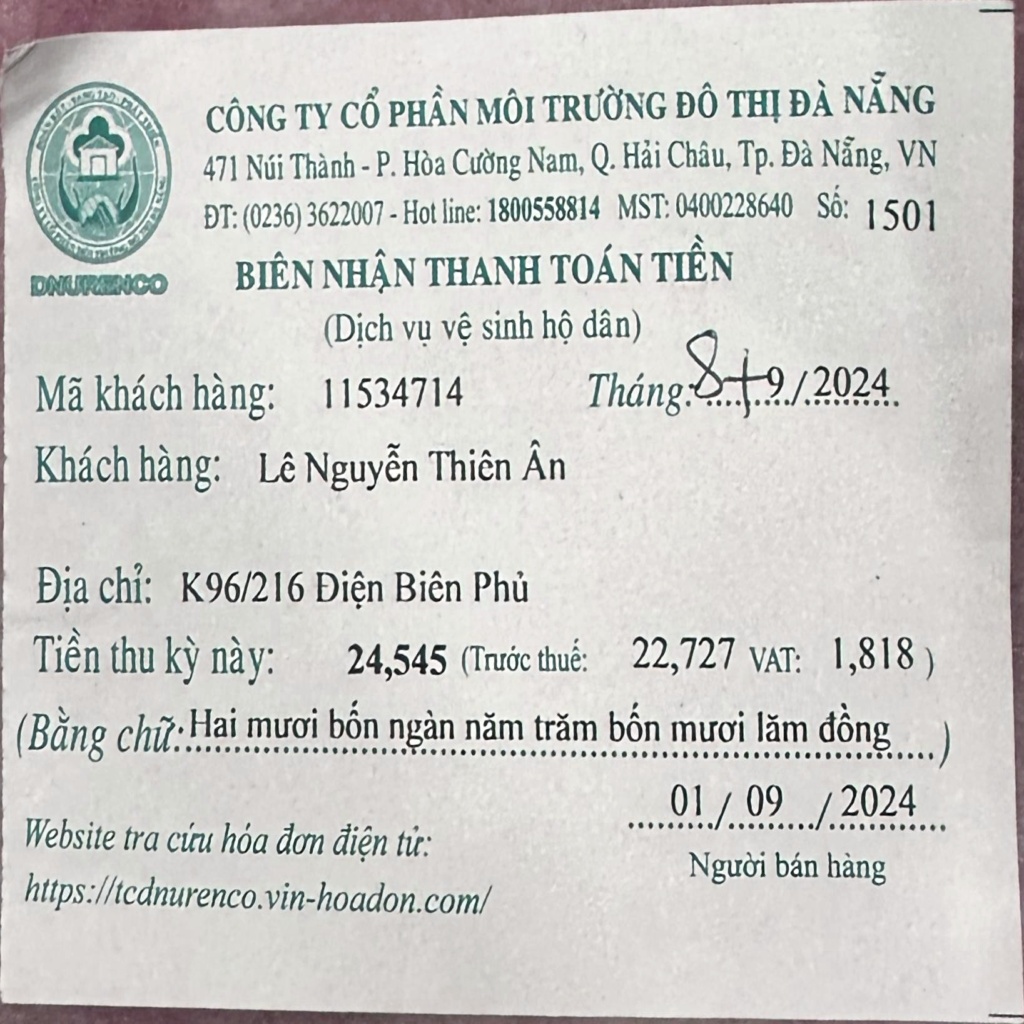 CÔNG TY CỔ PHẦN MÔI TRƯỜNG ĐÔ THỊ ĐÀ NẴNG
471 Núi Thành - P. Hòa Cường Nam, Q. Hải Châu, Tp. Đà Nẵng, VN
ĐT: (0236) 3622007 - Hot line: 1800558814 MST: 0400228640 Số: 1501
DNURENCO
BIÊN NHẬN THANH TOÁN TIỀN
(Dịch vụ vệ sinh hộ dân)
Mã khách hàng: 11534714 Tháng: 8+9/2024
Khách hàng: Lê Nguyễn Thiên Ân
Địa chỉ: K96/216 Điện Biên Phủ
Tiền thu kỳ này: 24,545 (Trước thuế: 22,727 VAT: 1,818 )
(Bằng chữ: Hai mươi bốn ngàn năm trăm bốn mươi lăm đồng )
01 / 09 / 2024
Người bán hàng
Website tra cứu hóa đơn điện tử:
https://tcdnurenco.vin-hoadon.com/